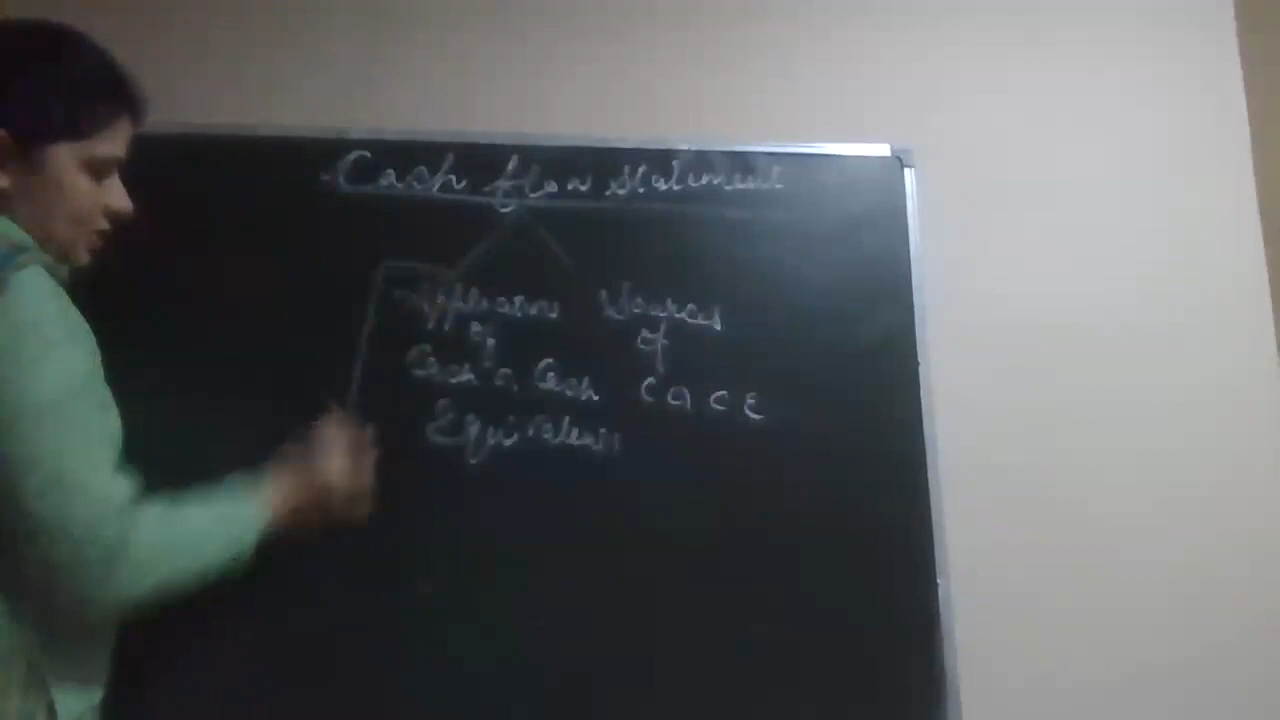 Cash flow Statement
Applications Sources
of of
Cash & Cash C & C E
Equivalents